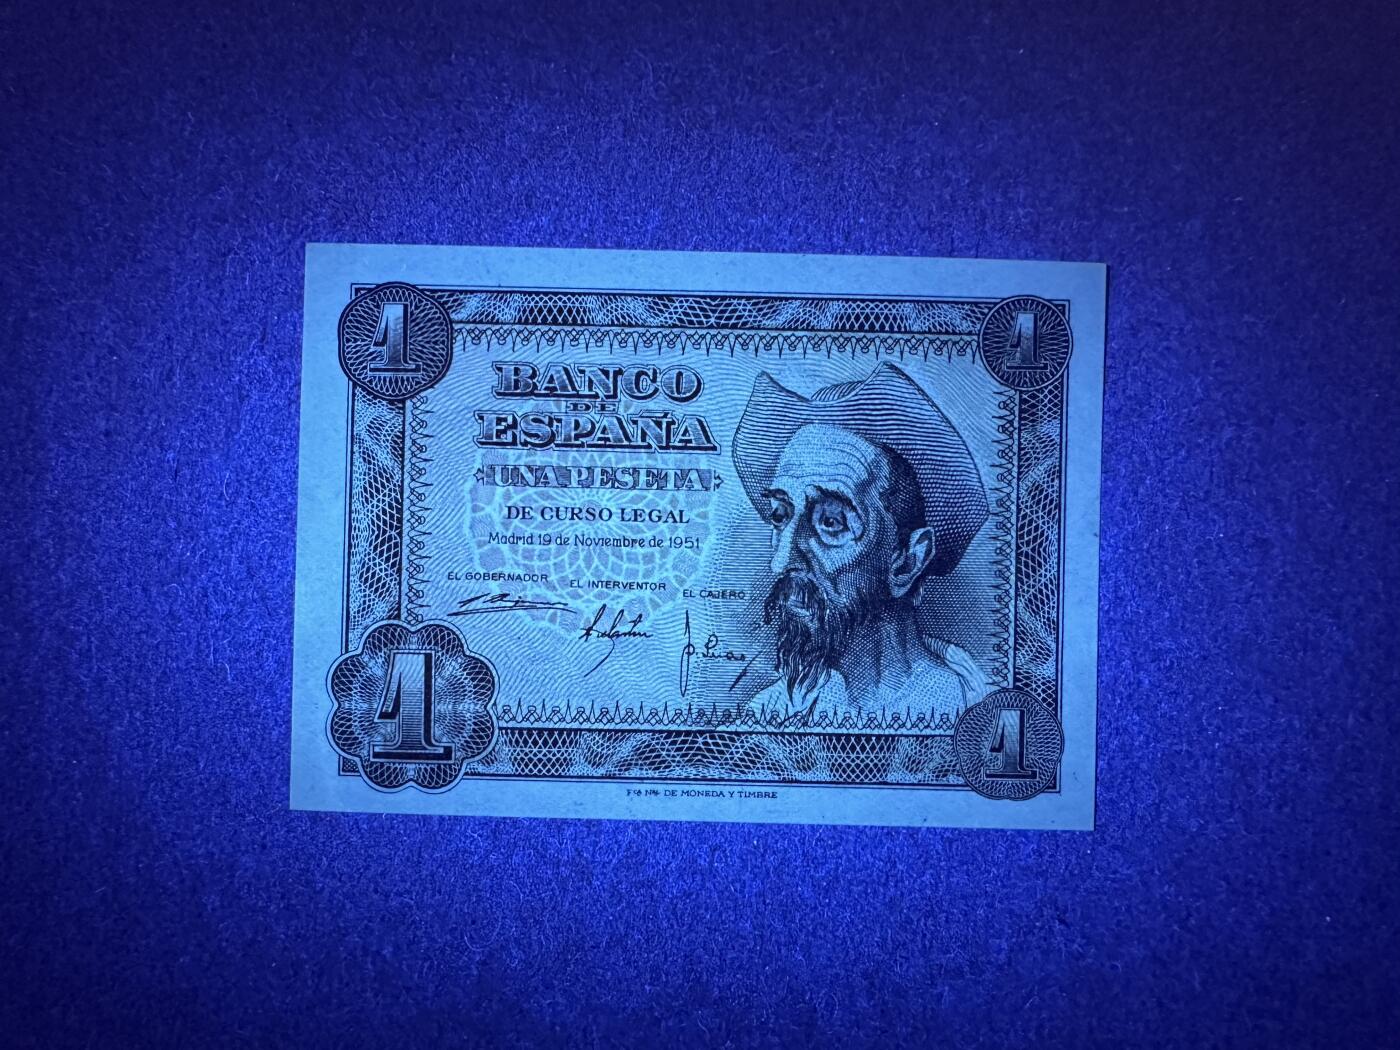 1
1
BANCO
DE
ESPAÑA
UNA PESETA
DE CURSO LEGAL
Madrid 19 de Noviembre de 1951
EL GOBERNADOR EL INTERVENTOR EL CAJERO
1
1
Fca Nal DE MONEDA Y TIMBRE